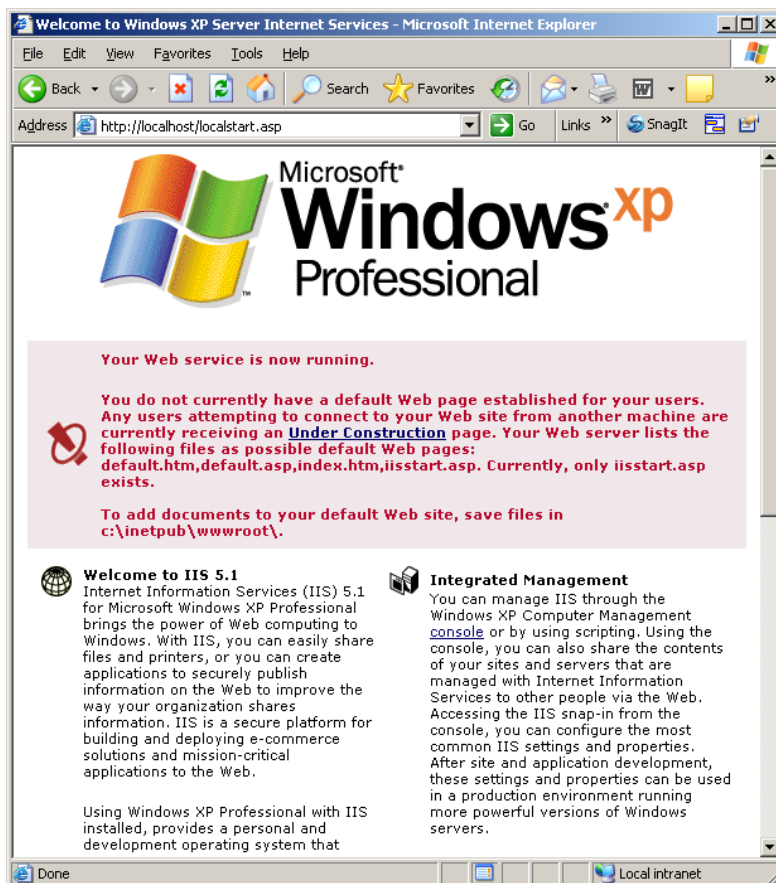 Welcome to Windows XP Server Internet Services - Microsoft Internet Explorer
File Edit View Favorites Tools Help
Back Search Favorites
Address http://localhost/localstart.asp Go Links » SnagIt
Microsoft®
Windows® xp
Professional
Your Web service is now running.
You do not currently have a default Web page established for your users.
Any users attempting to connect to your Web site from another machine are
currently receiving an Under Construction page. Your Web server lists the
following files as possible default Web pages:
default.htm,default.asp,index.htm,iisstart.asp. Currently, only iisstart.asp
exists.
To add documents to your default Web site, save files in
c:\inetpub\wwwroot\.
Welcome to IIS 5.1
Internet Information Services (IIS) 5.1
for Microsoft Windows XP Professional
brings the power of Web computing to
Windows. With IIS, you can easily share
files and printers, or you can create
applications to securely publish
information on the Web to improve the
way your organization shares
information. IIS is a secure platform for
building and deploying e-commerce
solutions and mission-critical
applications to the Web.
Using Windows XP Professional with IIS
installed, provides a personal and
development operating system that
Integrated Management
You can manage IIS through the
Windows XP Computer Management
console or by using scripting. Using the
console, you can also share the contents
of your sites and servers that are
managed with Internet Information
Services to other people via the Web.
Accessing the IIS snap-in from the
console, you can configure the most
common IIS settings and properties.
After site and application development,
these settings and properties can be used
in a production environment running
more powerful versions of Windows
servers.
Done Local intranet